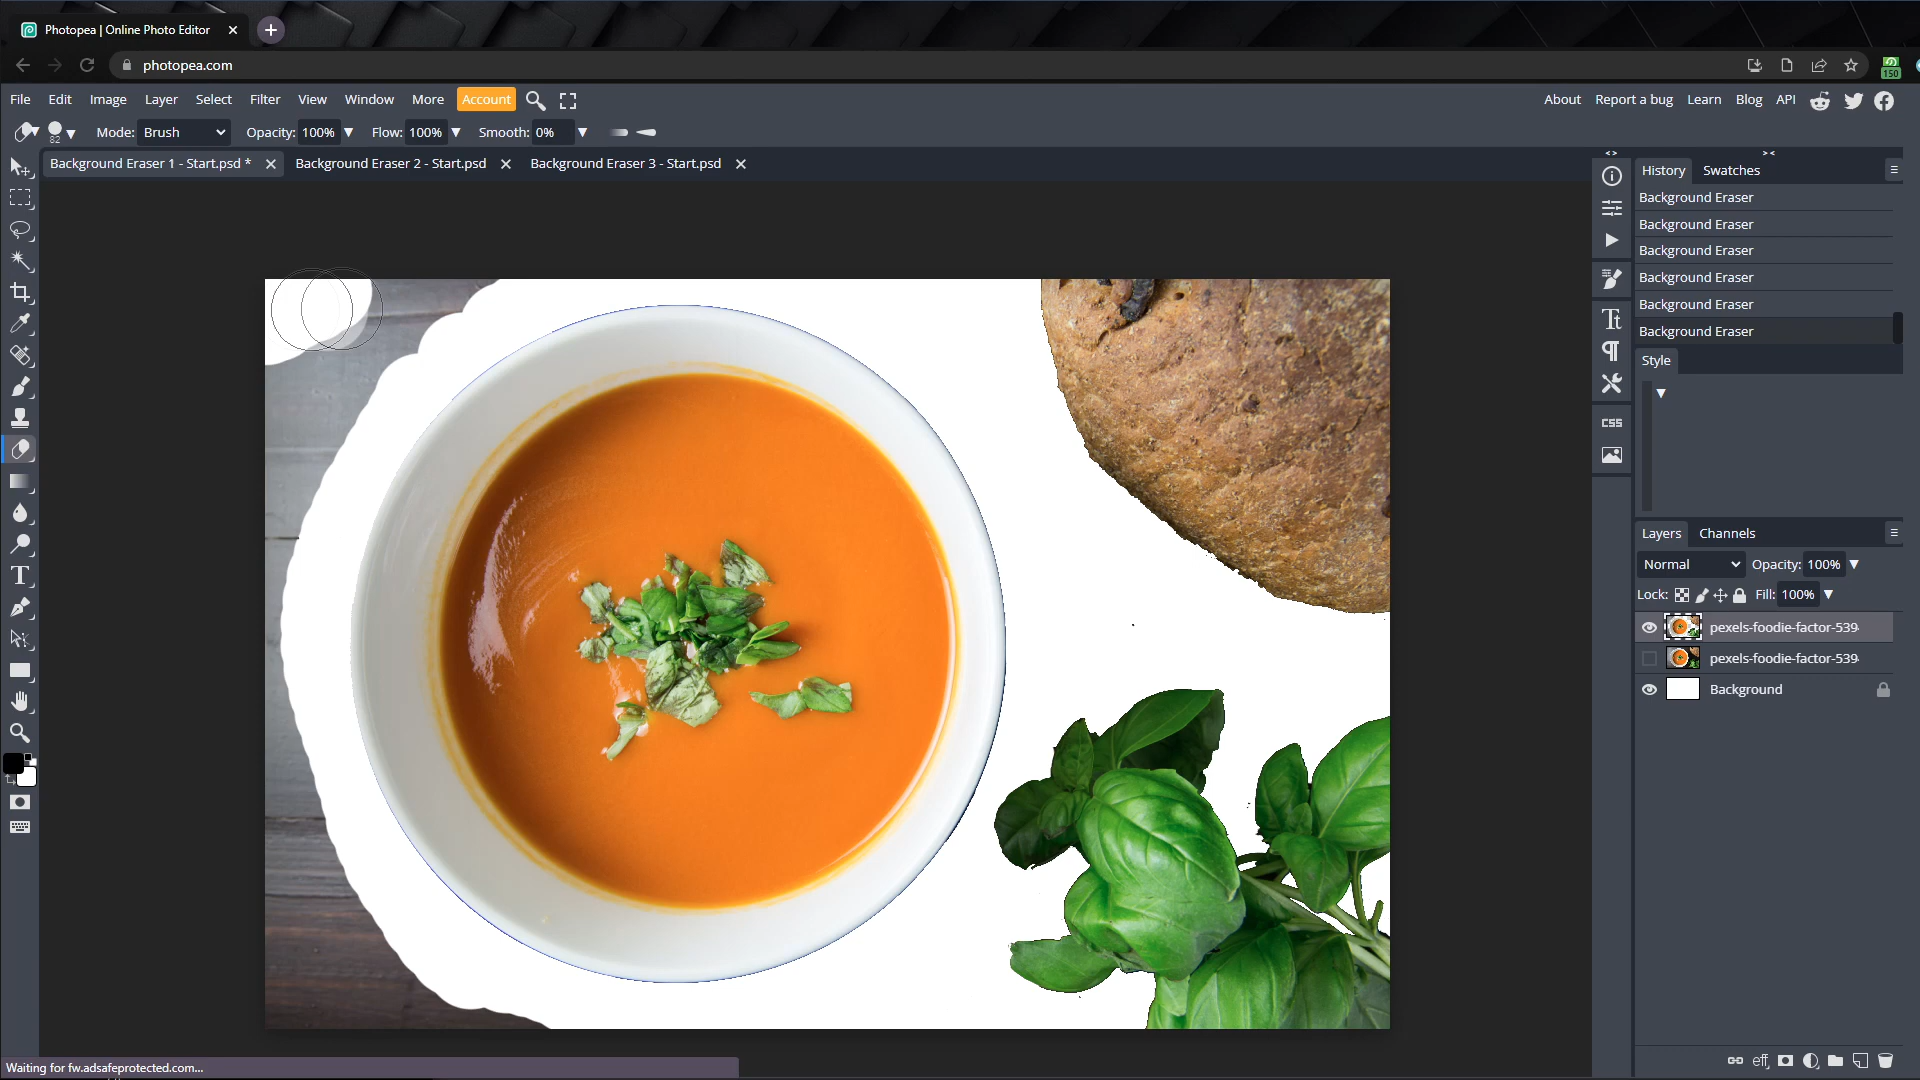 Photopea | Online Photo Editor
photopea.com
150
File Edit Image Layer Select Filter View Window More Account
About Report a bug Learn Blog API
82 Mode: Brush Opacity: 100% Flow: 100% Smooth: 0%
Background Eraser 1 - Start.psd * Background Eraser 2 - Start.psd Background Eraser 3 - Start.psd
History Swatches
Background Eraser
Background Eraser
Background Eraser
Background Eraser
Background Eraser
Background Eraser
Style
CSS
Layers Channels
Normal Opacity: 100%
Lock: Fill: 100%
pexels-foodie-factor-539
pexels-foodie-factor-539
Background
eff
Waiting for fw.adsafeprotected.com...